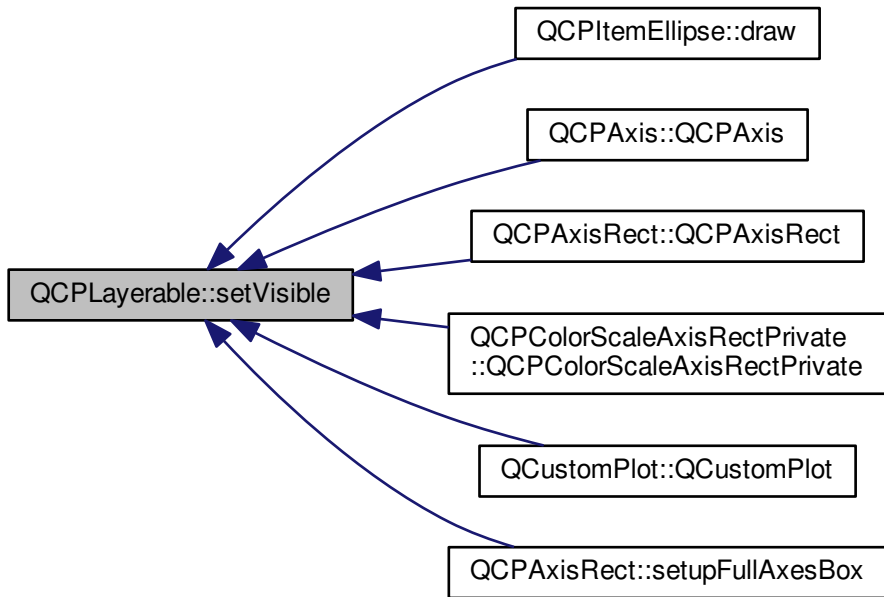 QCPItemEllipse::draw
QCPAxis::QCPAxis
QCPAxisRect::QCPAxisRect
QCPLayerable::setVisible
QCPColorScaleAxisRectPrivate
::QCPColorScaleAxisRectPrivate
QCustomPlot::QCustomPlot
QCPAxisRect::setupFullAxesBox